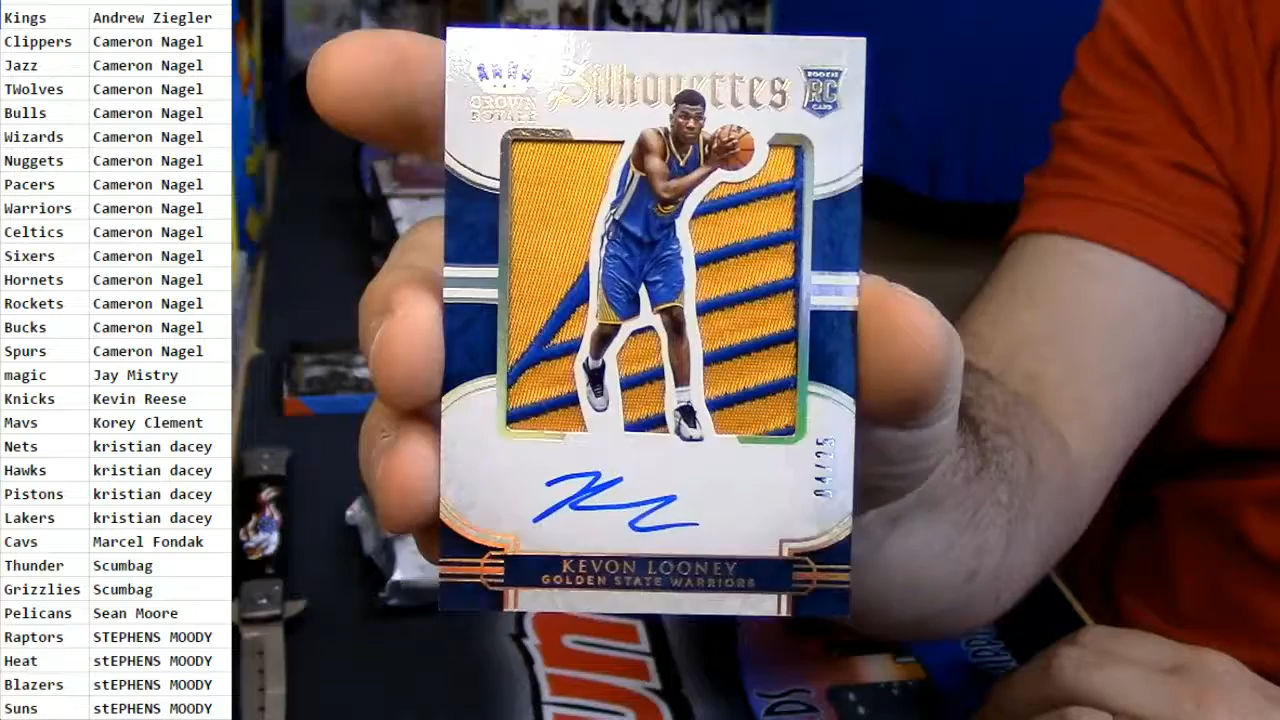 Kings Andrew Ziegler
Clippers Cameron Nagel
Jazz Cameron Nagel
TWolves Cameron Nagel
Bulls Cameron Nagel
Wizards Cameron Nagel
Nuggets Cameron Nagel
Pacers Cameron Nagel
Warriors Cameron Nagel
Celtics Cameron Nagel
Sixers Cameron Nagel
Hornets Cameron Nagel
Rockets Cameron Nagel
Bucks Cameron Nagel
Spurs Cameron Nagel
magic Jay Mistry
Knicks Kevin Reese
Mavs Korey Clement
Nets kristian dacey
Hawks kristian dacey
Pistons kristian dacey
Lakers kristian dacey
Cavs Marcel Fondak
Thunder Scumbag
Grizzlies Scumbag
Pelicans Sean Moore
Raptors STEPHENS MOODY
Heat stEPHENS MOODY
Blazers stEPHENS MOODY
Suns stEPHENS MOODY
CROWN
ROYALE
Silhouettes
ROOKIE
RC
CARD
04/25
KEVON LOONEY
GOLDEN STATE WARRIORS